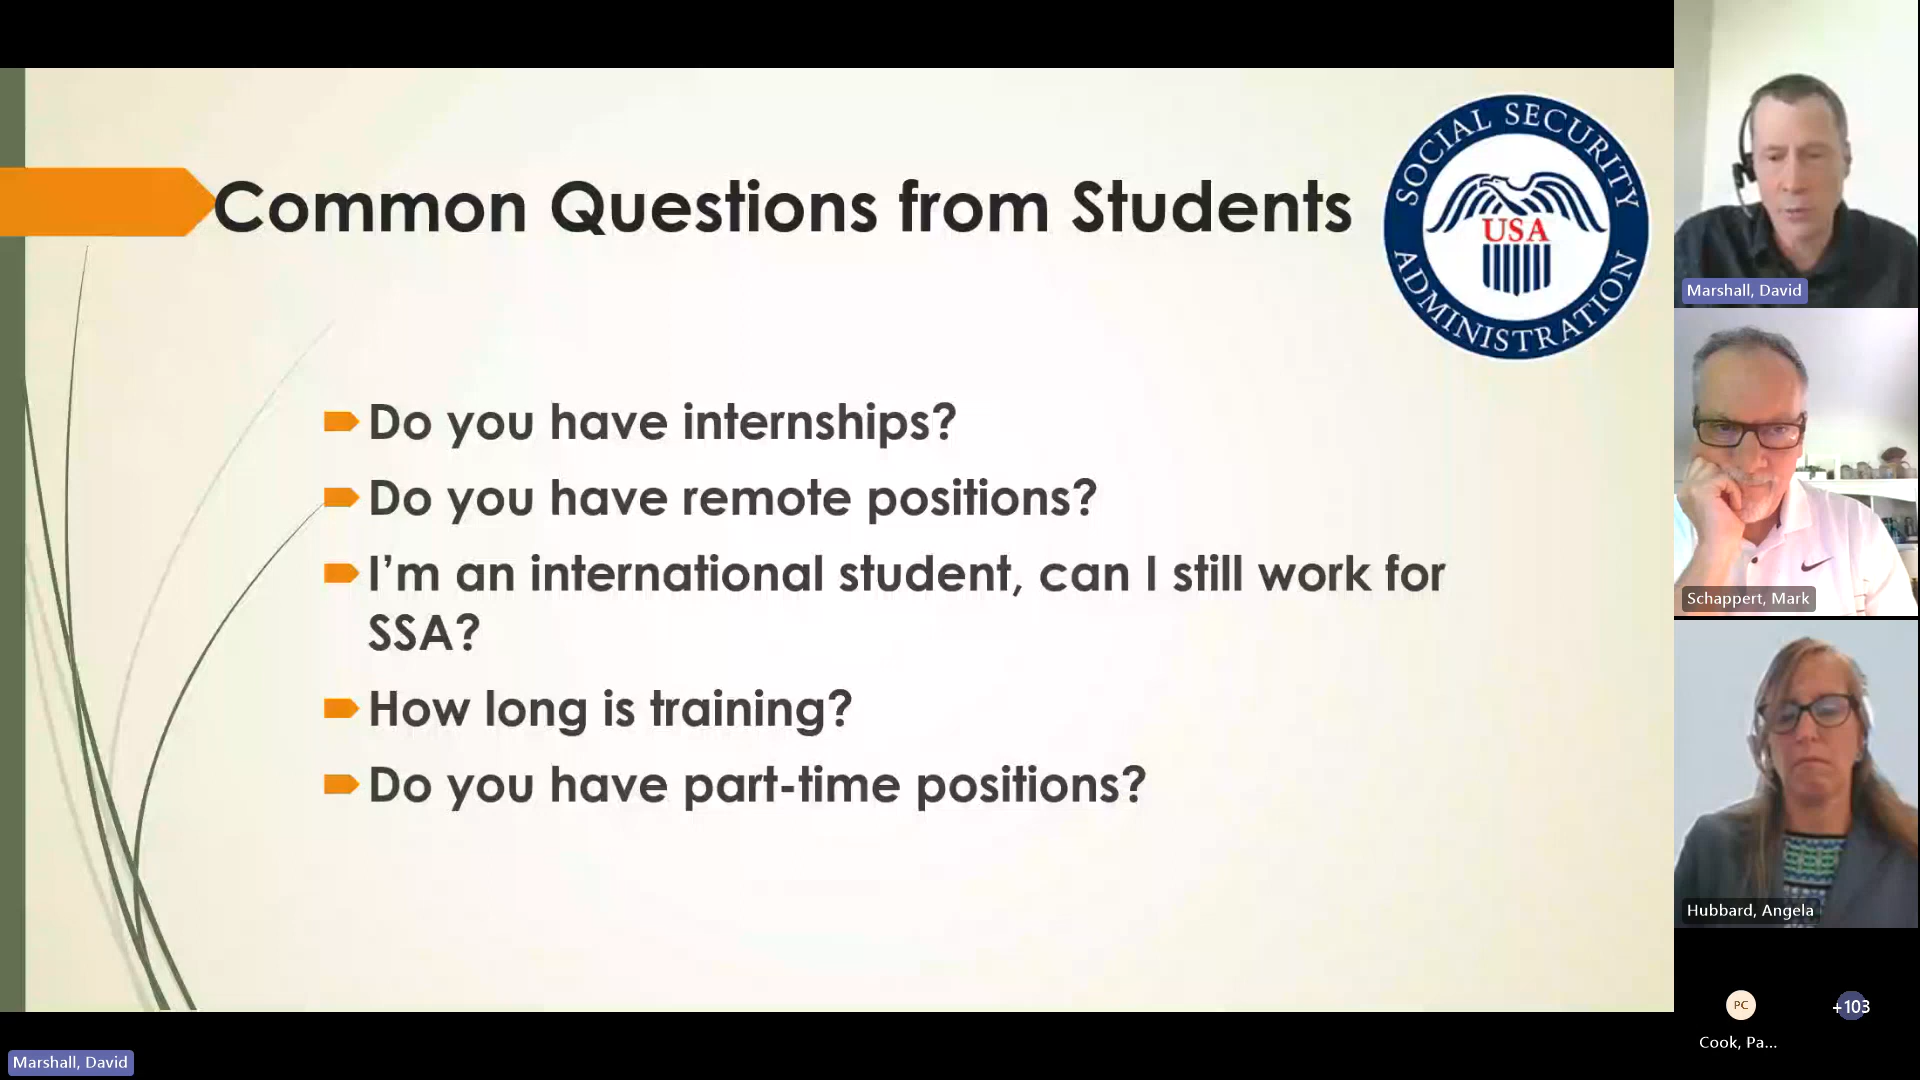 Common Questions from Students
SOCIAL SECURITY
USA
ADMINISTRATION
Do you have internships?
Do you have remote positions?
I'm an international student, can I still work for
SSA?
How long is training?
Do you have part-time positions?
Marshall, David
Schappert, Mark
Hubbard, Angela
PC
+103
Cook, Pa...
Marshall, David